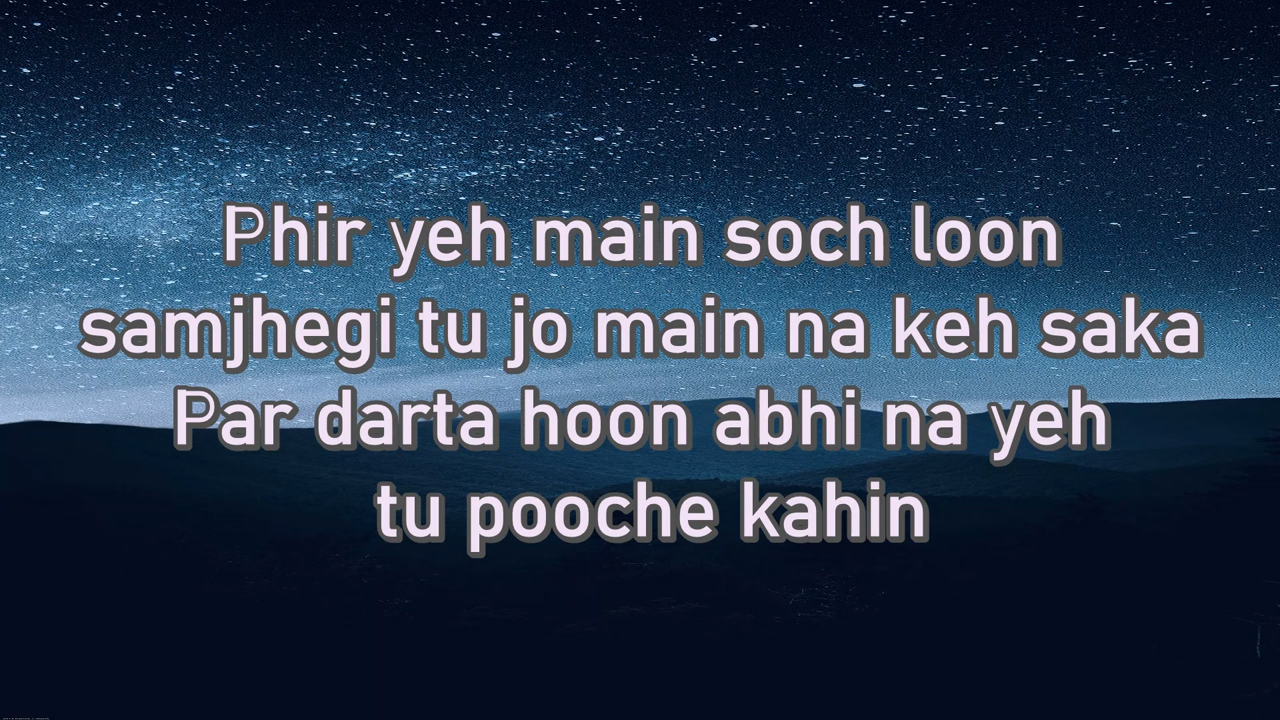 Phir yeh main soch loon
samjhegi tu jo main na keh saka
Par darta hoon abhi na yeh
tu pooche kahin